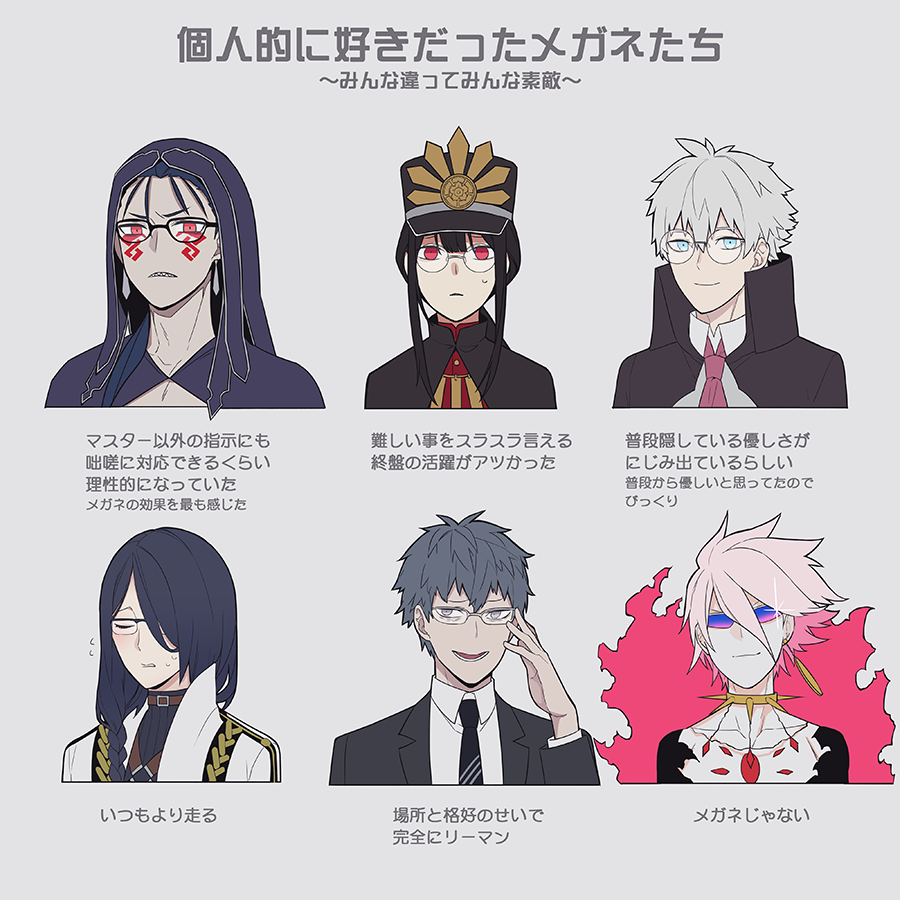 個人的に好きだったメガネたち
～みんな違ってみんな素敵～
マスター以外の指示にも
咄嗟に対応できるくらい
理性的になっていた
メガネの効果を最も感じた
難しい事をスラスラ言える
終盤の活躍がアツかった
普段隠している優しさが
にじみ出ているらしい
普段から優しいと思ってたので
びっくり
いつもより走る
場所と格好のせいで
完全にリーマン
メガネじゃない